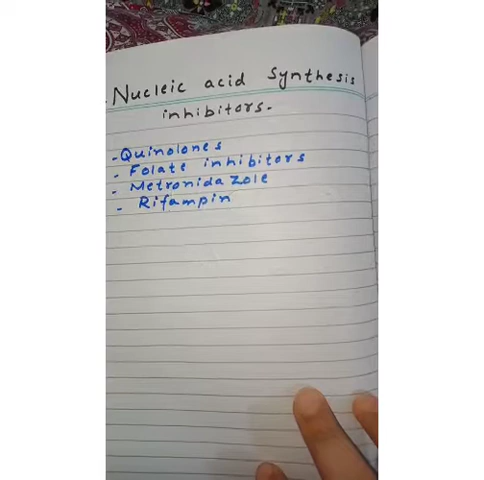 Nucleic acid Synthesis
inhibitors.
- Quinolones
- Folate inhibitors
- Metronidazole
- Rifampin